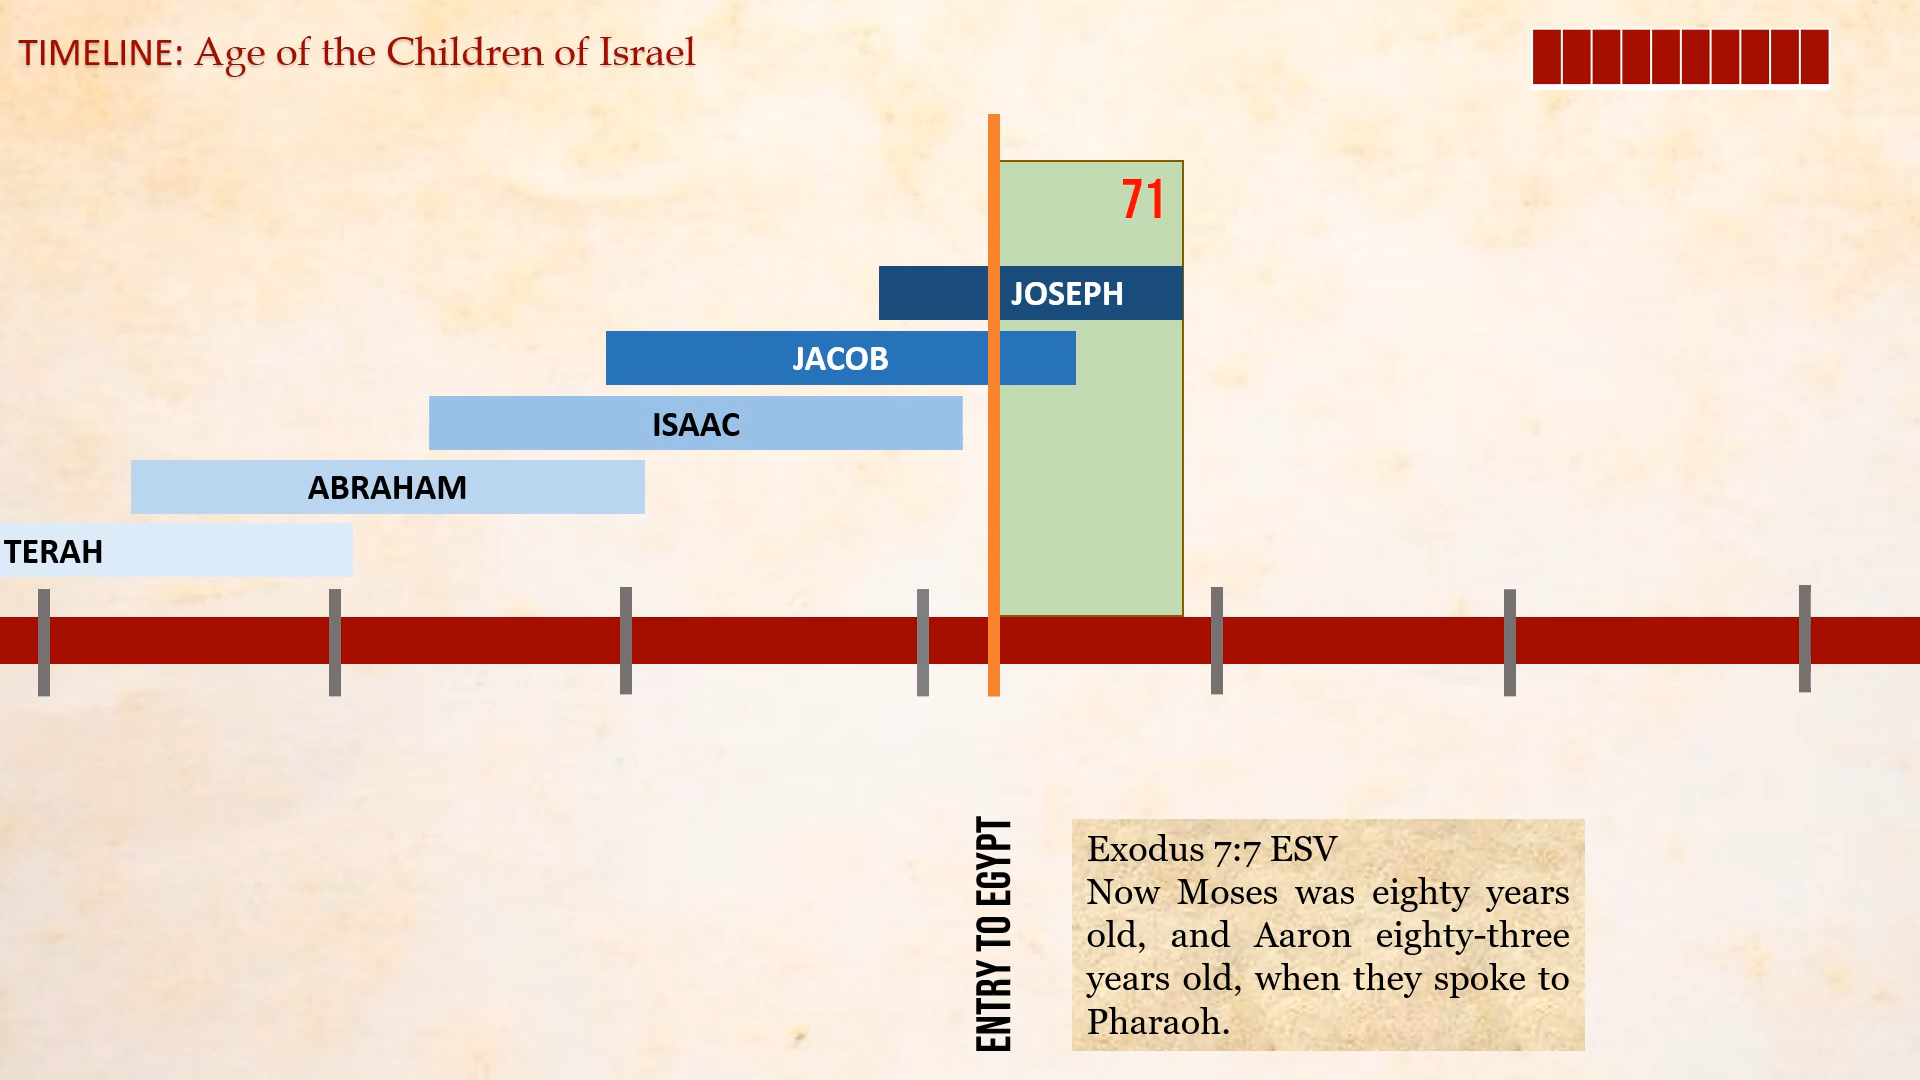 TIMELINE: Age of the Children of Israel
71
JOSEPH
JACOB
ISAAC
ABRAHAM
TERAH
ENTRY TO EGYPT
Exodus 7:7 ESV
Now Moses was eighty years
old, and Aaron eighty-three
years old, when they spoke to
Pharaoh.